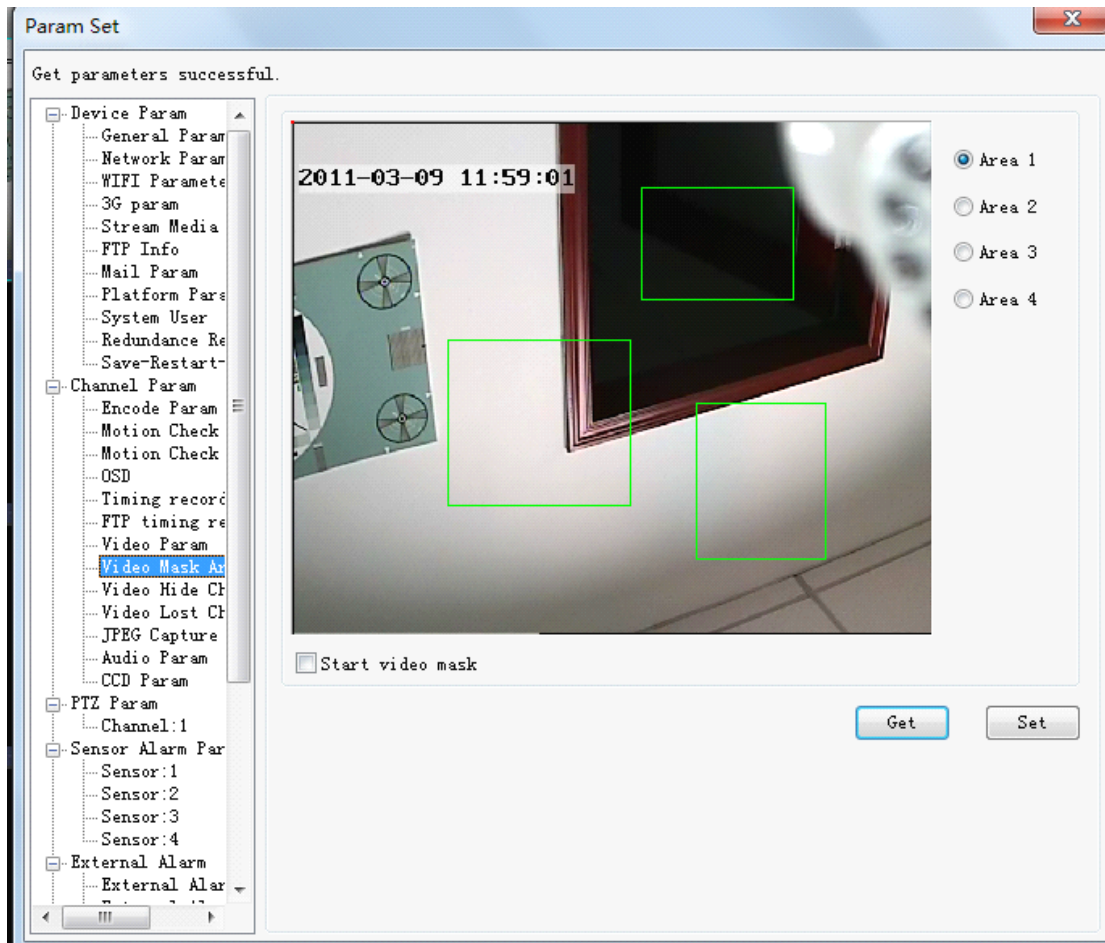 Param Set
Get parameters successful.
Device Param
General Param
Network Param
WIFI Paramete
3G param
Stream Media
FTP Info
Mail Param
Platform Para
System User
Redundance Re
Save-Restart-
Channel Param
Encode Param
Motion Check
Motion Check
OSD
Timing record
FTP timing re
Video Param
Video Mask Ar
Video Hide Ch
Video Lost Ch
JPEG Capture
Audio Param
CCD Param
PTZ Param
Channel:1
Sensor Alarm Par
Sensor:1
Sensor:2
Sensor:3
Sensor:4
External Alarm
External Alar
2011-03-09 11:59:01
Area 1
Area 2
Area 3
Area 4
Start video mask
Get
Set